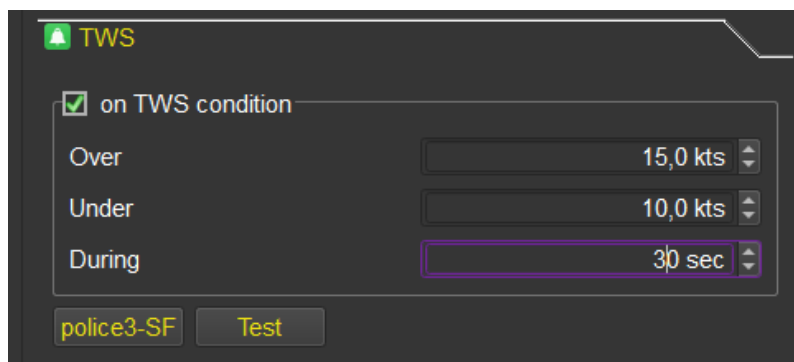 TWS
on TWS condition
Over 15,0 kts
Under 10,0 kts
During 30 sec
police3-SF Test